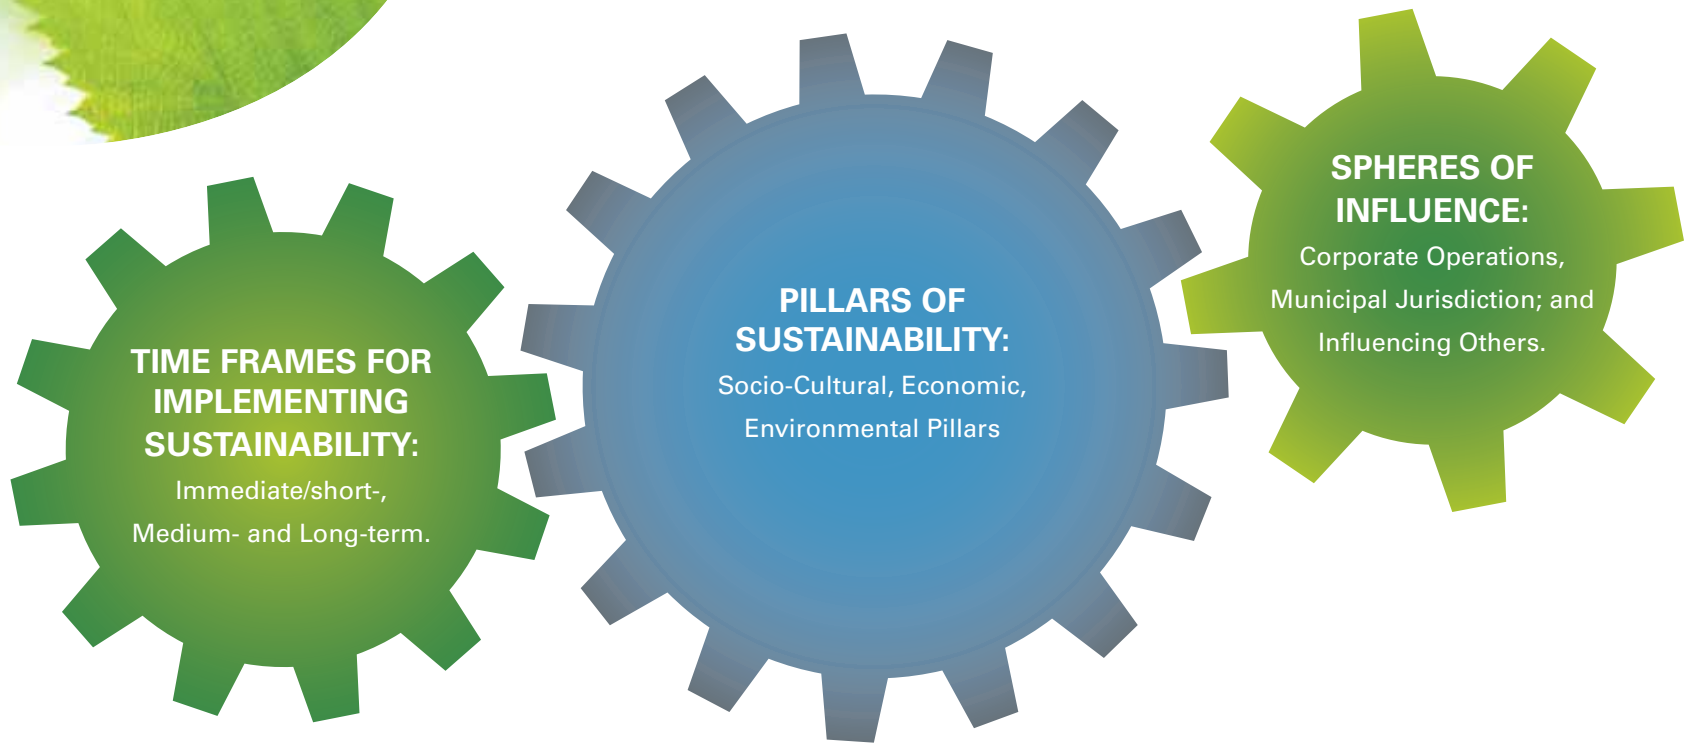 TIME FRAMES FOR
IMPLEMENTING
SUSTAINABILITY:
Immediate/short-,
Medium- and Long-term.
PILLARS OF
SUSTAINABILITY:
Socio-Cultural, Economic,
Environmental Pillars
SPHERES OF
INFLUENCE:
Corporate Operations,
Municipal Jurisdiction; and
Influencing Others.